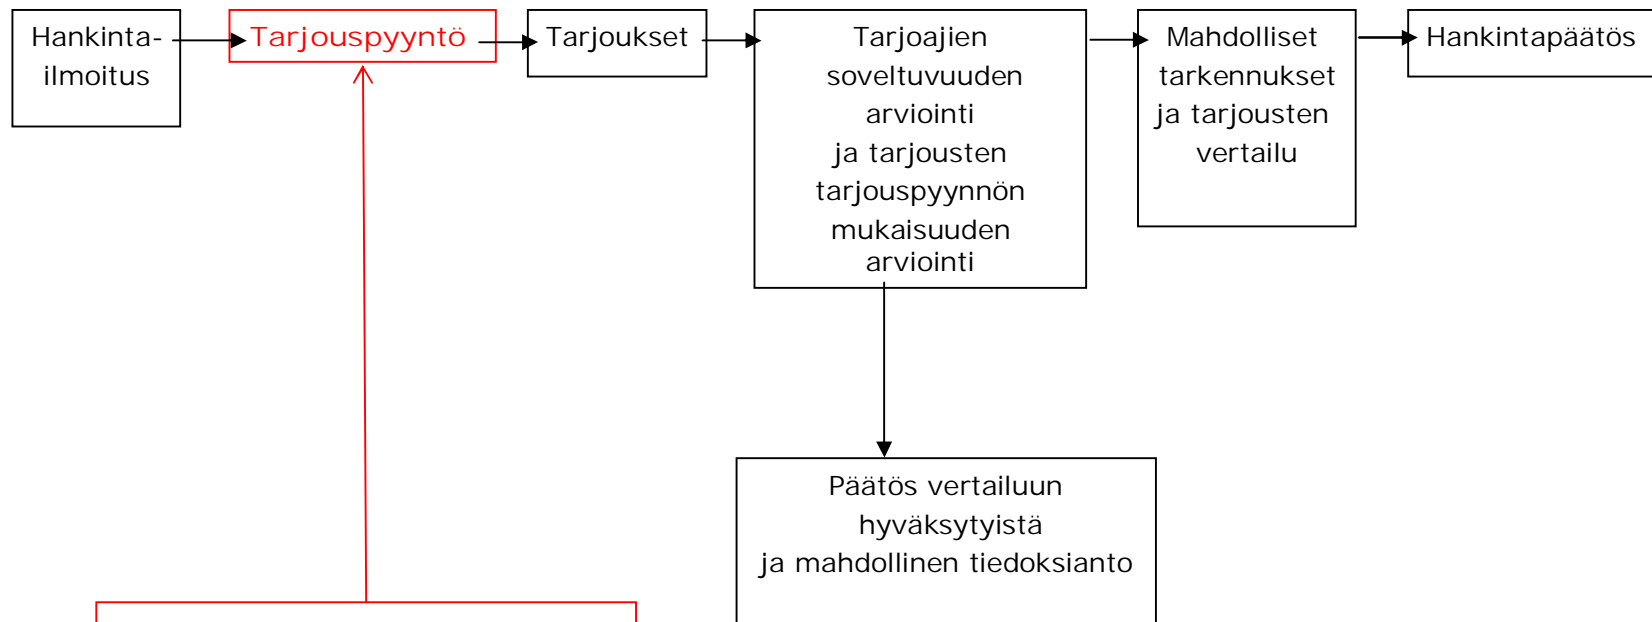 Hankinta-
ilmoitus
Tarjouspyyntö
Tarjoukset
Tarjoajien
soveltuvuuden
arviointi
ja tarjousten
tarjouspyynnön
mukaisuuden
arviointi
Mahdolliset
tarkennukset
ja tarjousten
vertailu
Hankintapäätös
Päätös vertailuun
hyväksytyistä
ja mahdollinen tiedoksianto